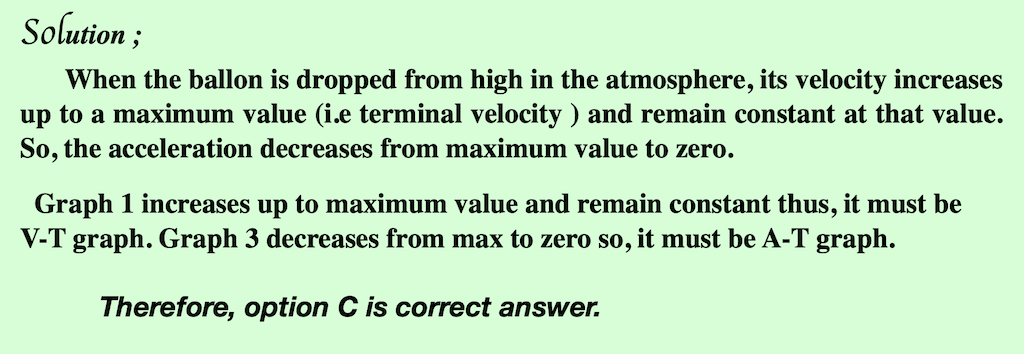 Solution ;
When the ballon is dropped from high in the atmosphere, its velocity increases
up to a maximum value (i.e terminal velocity ) and remain constant at that value.
So, the acceleration decreases from maximum value to zero.
Graph 1 increases up to maximum value and remain constant thus, it must be
V-T graph. Graph 3 decreases from max to zero so, it must be A-T graph.
Therefore, option C is correct answer.